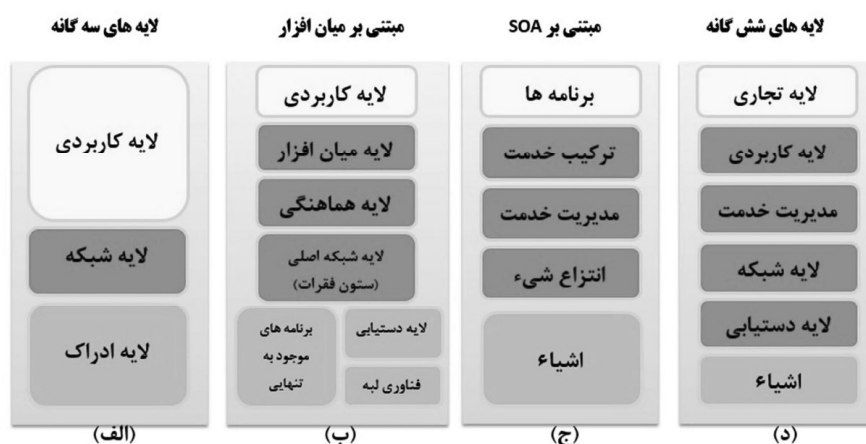 لایه های شش گانه
لایه تجاری
لایه کاربردی
مدیریت خدمت
لایه شبکه
لایه دستیابی
اشیاء
(د)
مبتنی بر SOA
برنامه ها
ترکیب خدمت
مدیریت خدمت
انتزاع شیء
اشیاء
(ج)
مبتنی بر میان افزار
لایه کاربردی
لایه میان افزار
لایه هماهنگی
لایه شبکه اصلی
(ستون فقرات)
لایه دستیابی
فناوری لبه
برنامه های
موجود به
تنهایی
(ب)
لایه های سه گانه
لایه کاربردی
لایه شبکه
لایه ادراک
(الف)